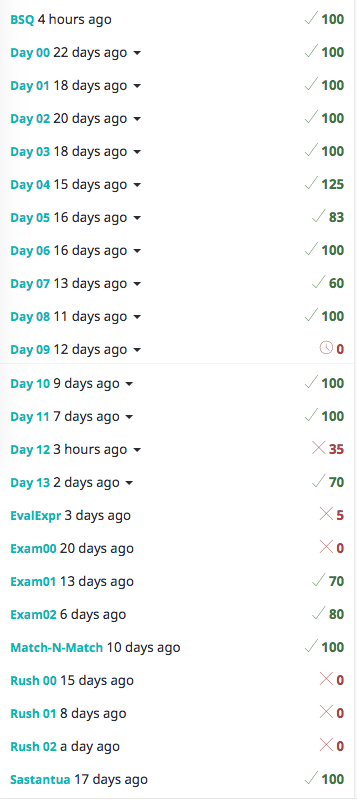 BSQ 4 hours ago 100
Day 00 22 days ago 100
Day 01 18 days ago 100
Day 02 20 days ago 100
Day 03 18 days ago 100
Day 04 15 days ago 125
Day 05 16 days ago 83
Day 06 16 days ago 100
Day 07 13 days ago 60
Day 08 11 days ago 100
Day 09 12 days ago 0
Day 10 9 days ago 100
Day 11 7 days ago 100
Day 12 3 hours ago 35
Day 13 2 days ago 70
EvalExpr 3 days ago 5
Exam00 20 days ago 0
Exam01 13 days ago 70
Exam02 6 days ago 80
Match-N-Match 10 days ago 100
Rush 00 15 days ago 0
Rush 01 8 days ago 0
Rush 02 a day ago 0
Sastantua 17 days ago 100